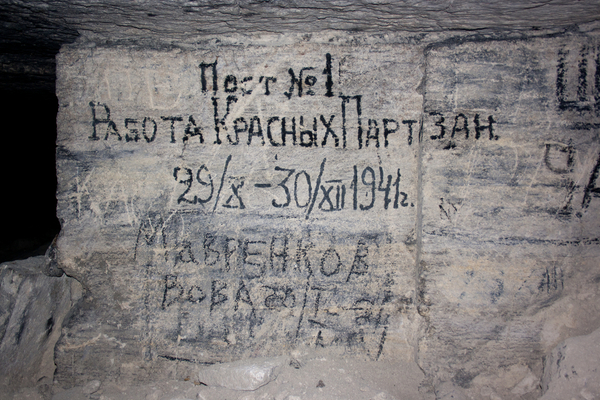 Пост №1
Работа Красных Партизан.
29/X – 30/XII 1941г.
Мавренков
Вова